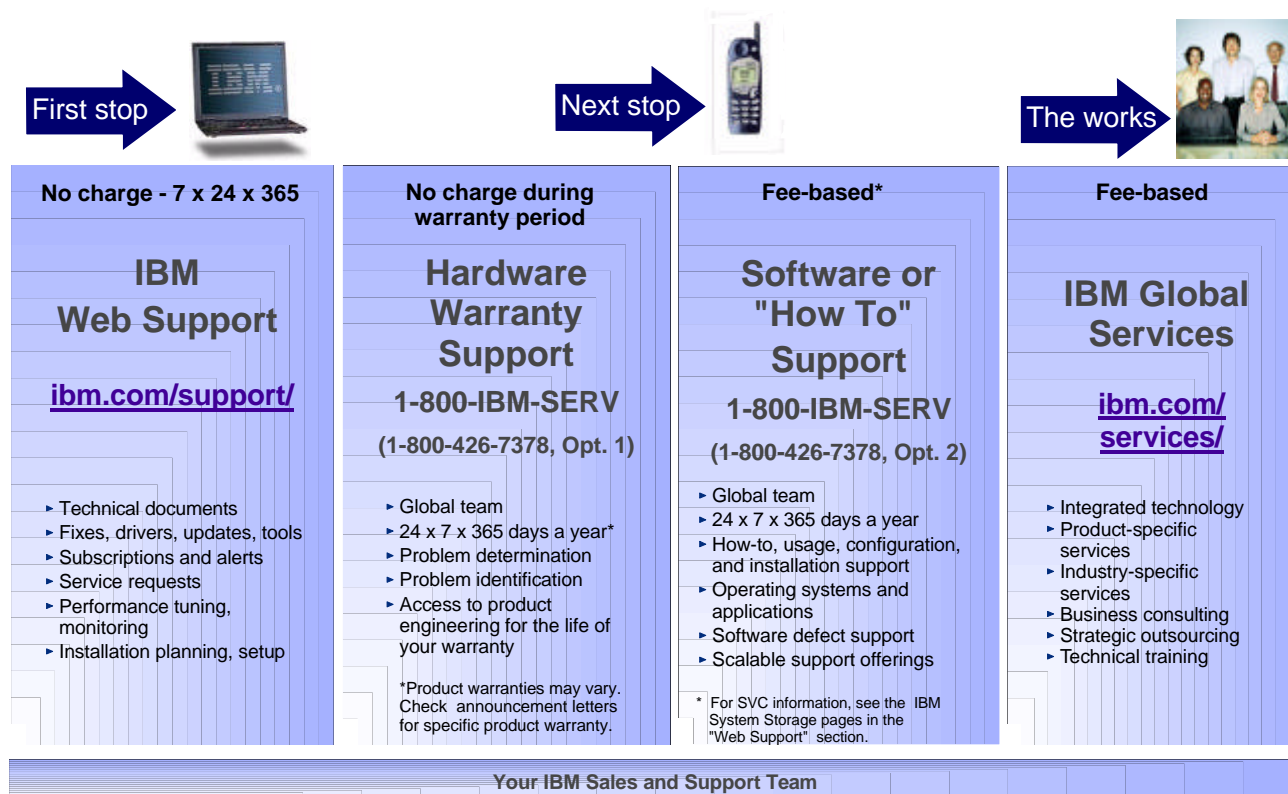 First stop
IBM
Next stop
The works
No charge - 7 x 24 x 365
IBM
Web Support
ibm.com/support/
► Technical documents
► Fixes, drivers, updates, tools
► Subscriptions and alerts
► Service requests
► Performance tuning,
monitoring
► Installation planning, setup
No charge during
warranty period
Hardware
Warranty
Support
1-800-IBM-SERV
(1-800-426-7378, Opt. 1)
► Global team
► 24 x 7 x 365 days a year*
► Problem determination
► Problem identification
► Access to product
engineering for the life of
your warranty
*Product warranties may vary.
Check announcement letters
for specific product warranty.
Fee-based*
Software or
"How To"
Support
1-800-IBM-SERV
(1-800-426-7378, Opt. 2)
► Global team
► 24 x 7 x 365 days a year
► How-to, usage, configuration,
and installation support
► Operating systems and
applications
► Software defect support
► Scalable support offerings
* For SVC information, see the IBM
System Storage pages in the
"Web Support" section.
Fee-based
IBM Global
Services
ibm.com/
services/
► Integrated technology
► Product-specific
services
► Industry-specific
services
► Business consulting
► Strategic outsourcing
► Technical training
Your IBM Sales and Support Team